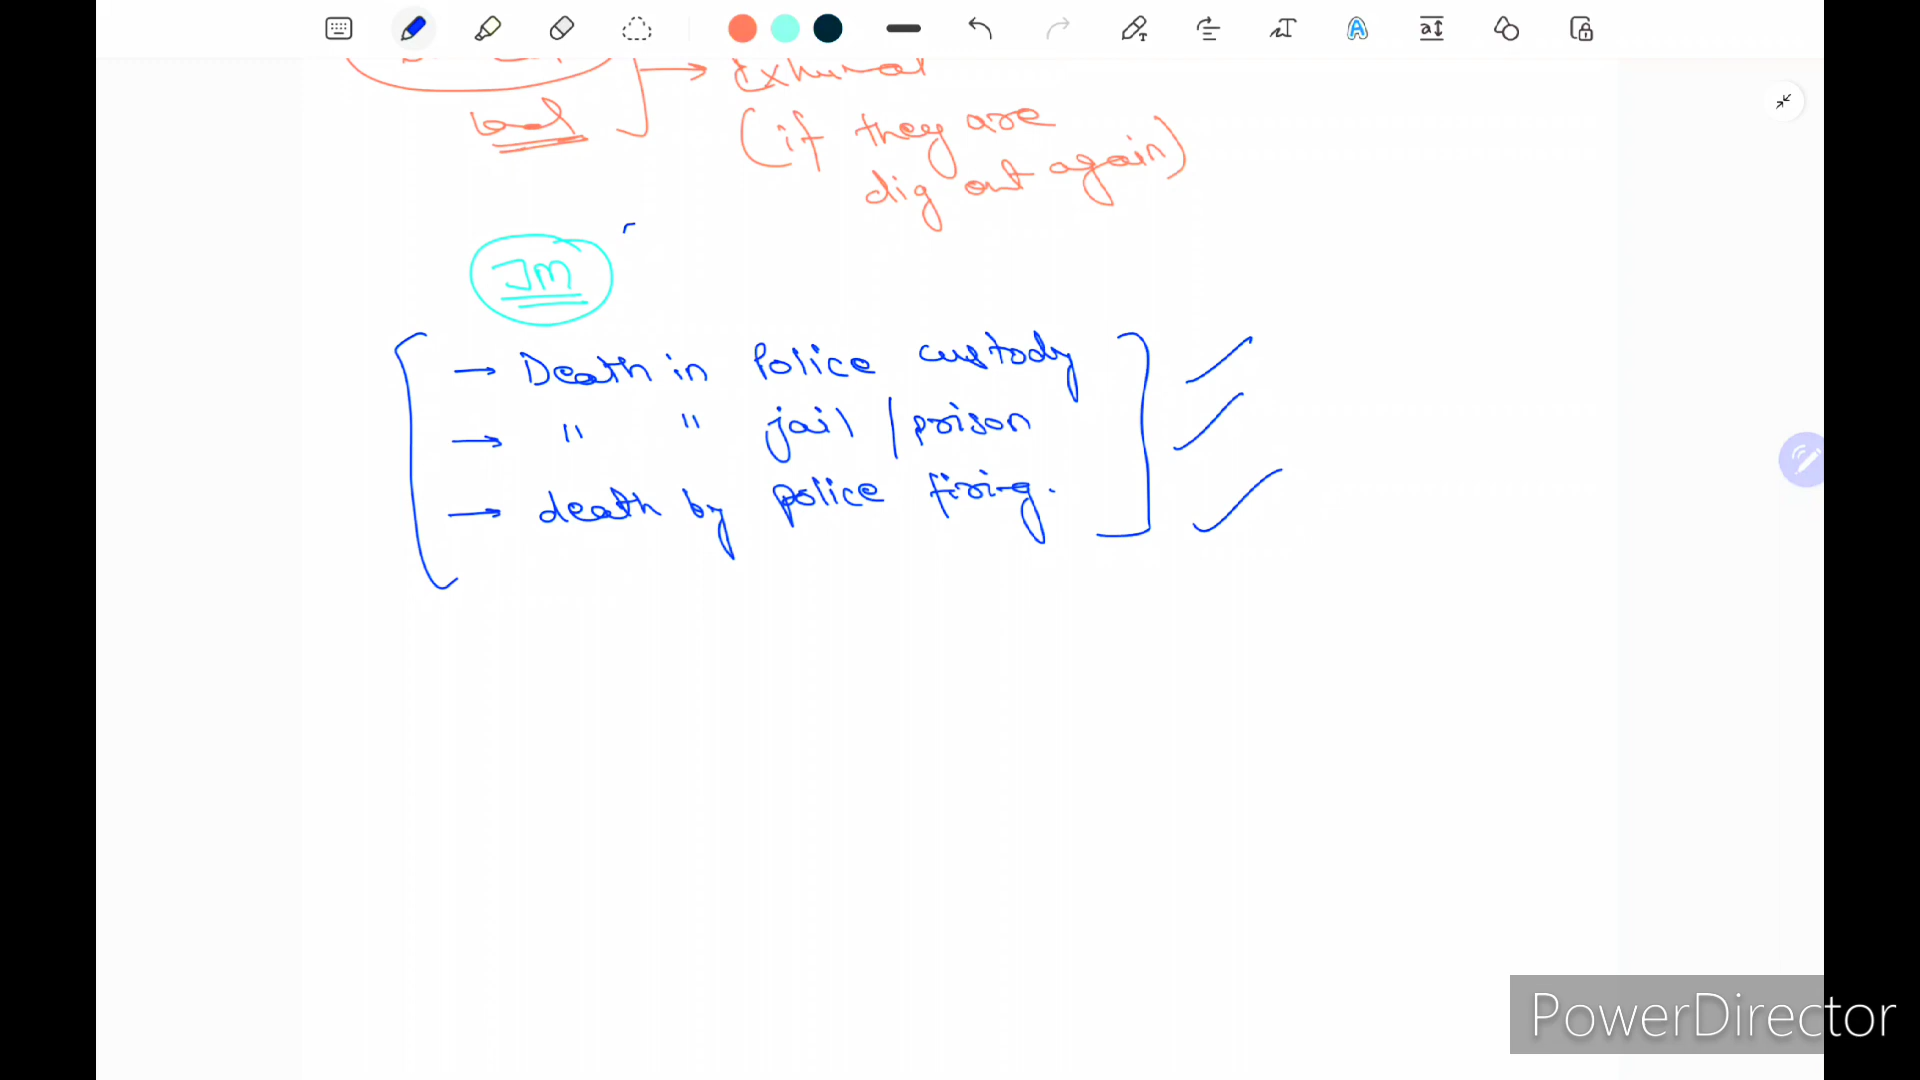 Exhumed
bad
(if they are
dig out again)
JM
→ Death in Police custody
→ " " jail / prison
→ death by police firing.
PowerDirector